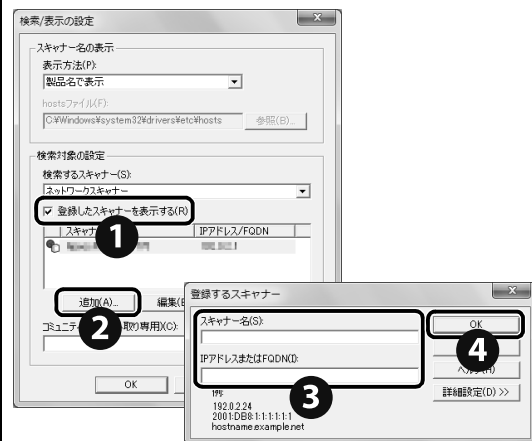 検索/表示の設定
スキャナー名の表示
表示方法(P):
製品名で表示
hostsファイル(F):
C:¥Windows¥system32¥drivers¥etc¥hosts
参照(B)...
検索対象の設定
検索するスキャナー(S):
ネットワークスキャナー
登録したスキャナーを表示する(R)
1
スキャナ
IPアドレス/FQDN
追加(A)...
編集(E
2
コミュニテ
取)専用)(C):
OK
登録するスキャナー
スキャナー名(S):
OK
IPアドレスまたはFQDN(I):
4
ヘルプ(H)
3
詳細設定(D) >>
例:
192.0.2.24
2001:DB8:1:1:1:1:1:1
hostname.example.net